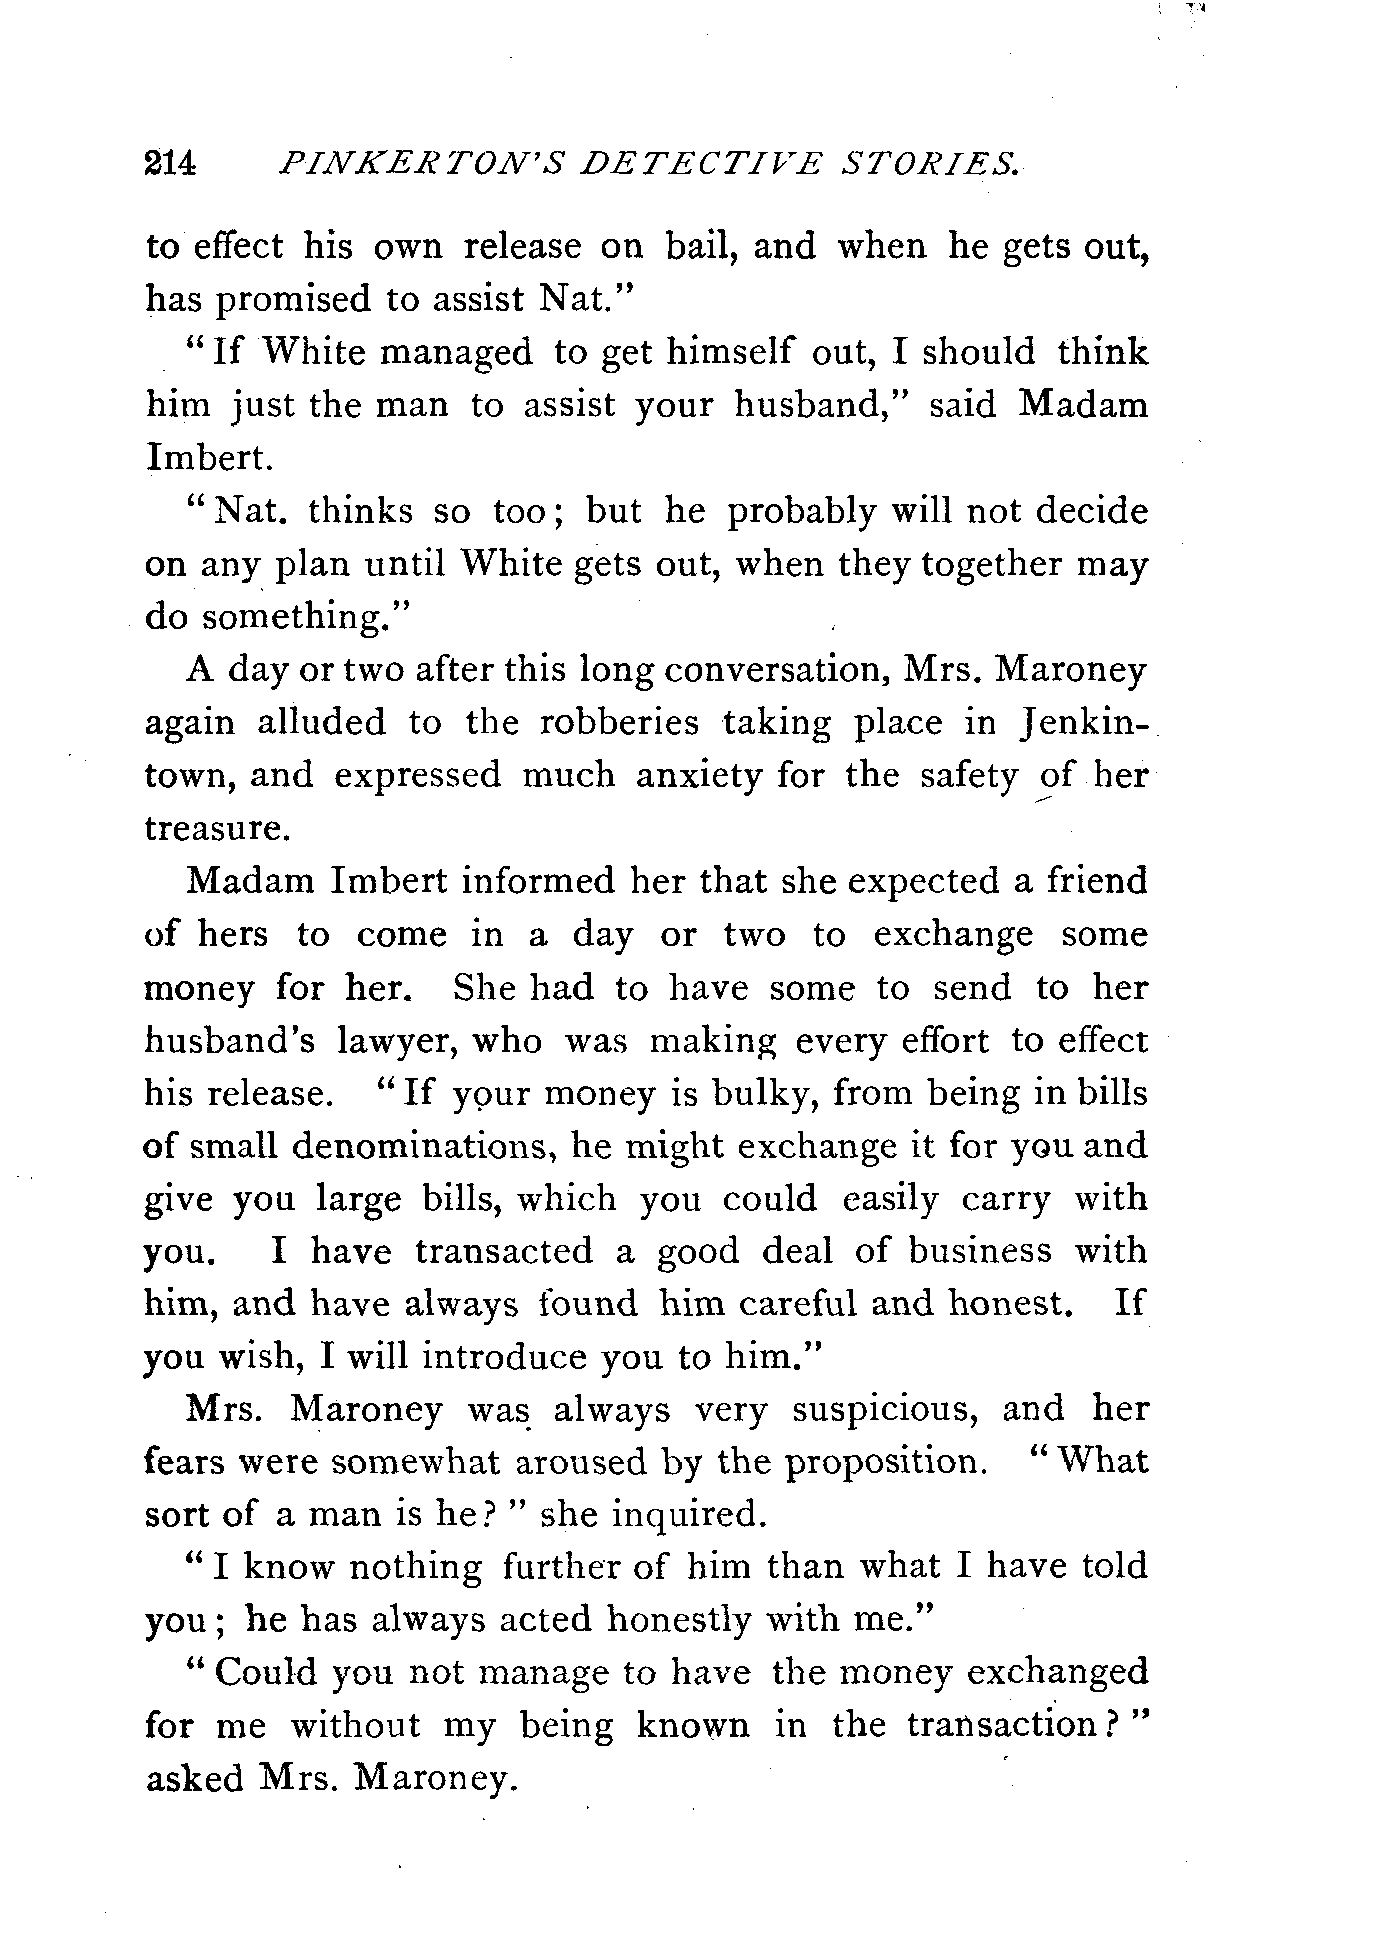 214 PINKERTON'S DETECTIVE STORIES.
to effect his own release on bail, and when he gets out,
has promised to assist Nat."
"If White managed to get himself out, I should think
him just the man to assist your husband," said Madam
Imbert.
"Nat. thinks so too; but he probably will not decide
on any plan until White gets out, when they together may
do something."
A day or two after this long conversation, Mrs. Maroney
again alluded to the robberies taking place in Jenkin-
town, and expressed much anxiety for the safety of her
treasure.
Madam Imbert informed her that she expected a friend
of hers to come in a day or two to exchange some
money for her. She had to have some to send to her
husband's lawyer, who was making every effort to effect
his release. "If your money is bulky, from being in bills
of small denominations, he might exchange it for you and
give you large bills, which you could easily carry with
you. I have transacted a good deal of business with
him, and have always found him careful and honest. If
you wish, I will introduce you to him."
Mrs. Maroney was always very suspicious, and her
fears were somewhat aroused by the proposition. "What
sort of a man is he?" she inquired.
"I know nothing further of him than what I have told
you; he has always acted honestly with me."
"Could you not manage to have the money exchanged
for me without my being known in the transaction?"
asked Mrs. Maroney.